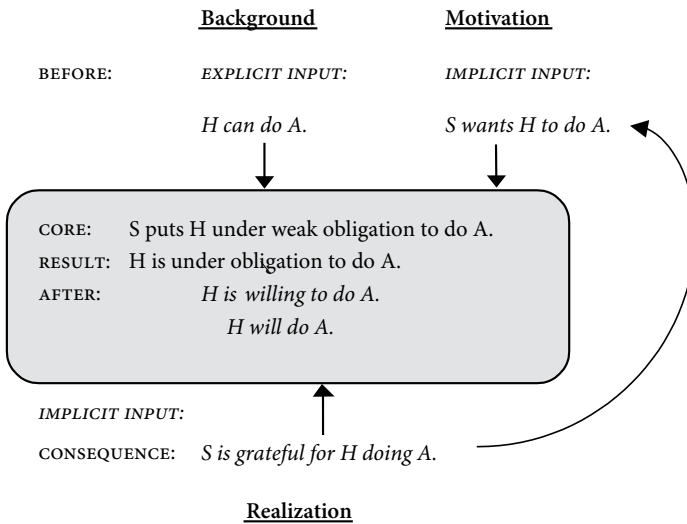 Background Motivation
BEFORE: EXPLICIT INPUT: IMPLICIT INPUT:
H can do A. S wants H to do A.
CORE: S puts H under weak obligation to do A.
RESULT: H is under obligation to do A.
AFTER: H is willing to do A.
H will do A.
IMPLICIT INPUT:
CONSEQUENCE: S is grateful for H doing A.
Realization